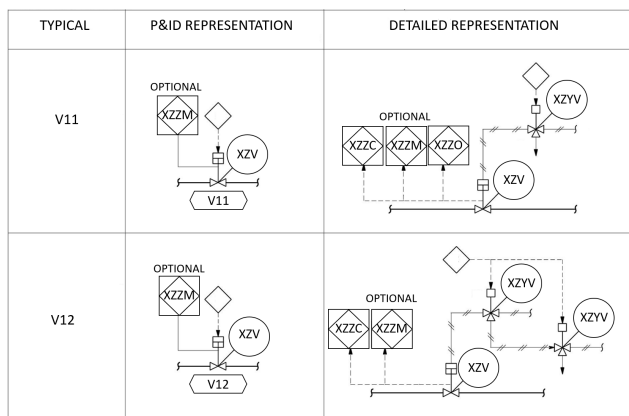 TYPICAL
P&ID REPRESENTATION
DETAILED REPRESENTATION
V11
OPTIONAL
XZZM
XZV
V11
XZYV
OPTIONAL
XZZC
XZZM
XZZO
XZV
V12
OPTIONAL
XZZM
XZV
V12
XZYV
XZYV
OPTIONAL
XZZC
XZZM
XZV